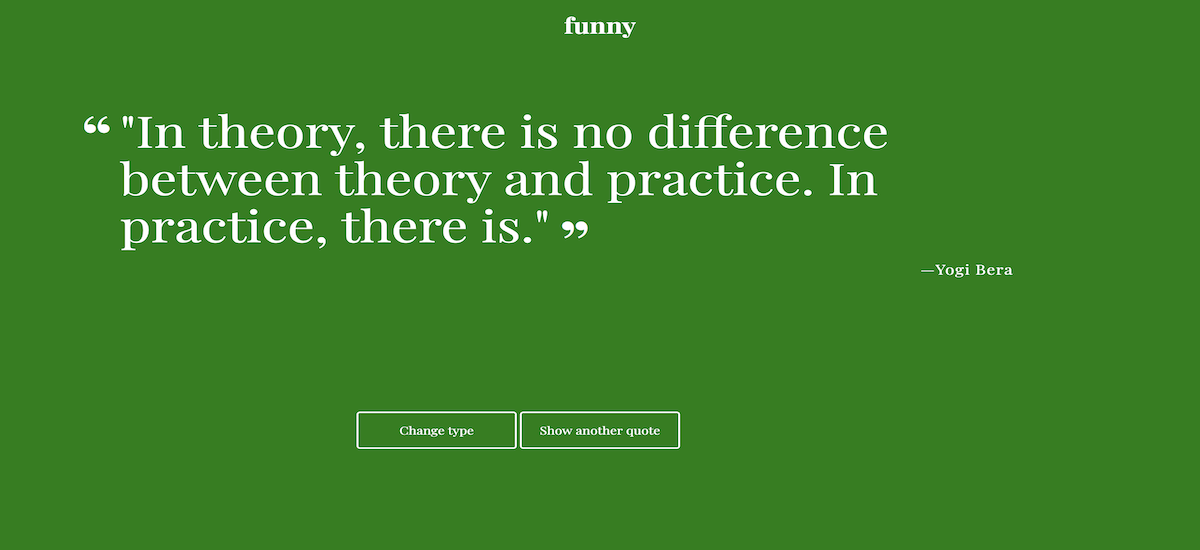 funny
“ "In theory, there is no difference
between theory and practice. In
practice, there is." ”
—Yogi Bera
Change type
Show another quote